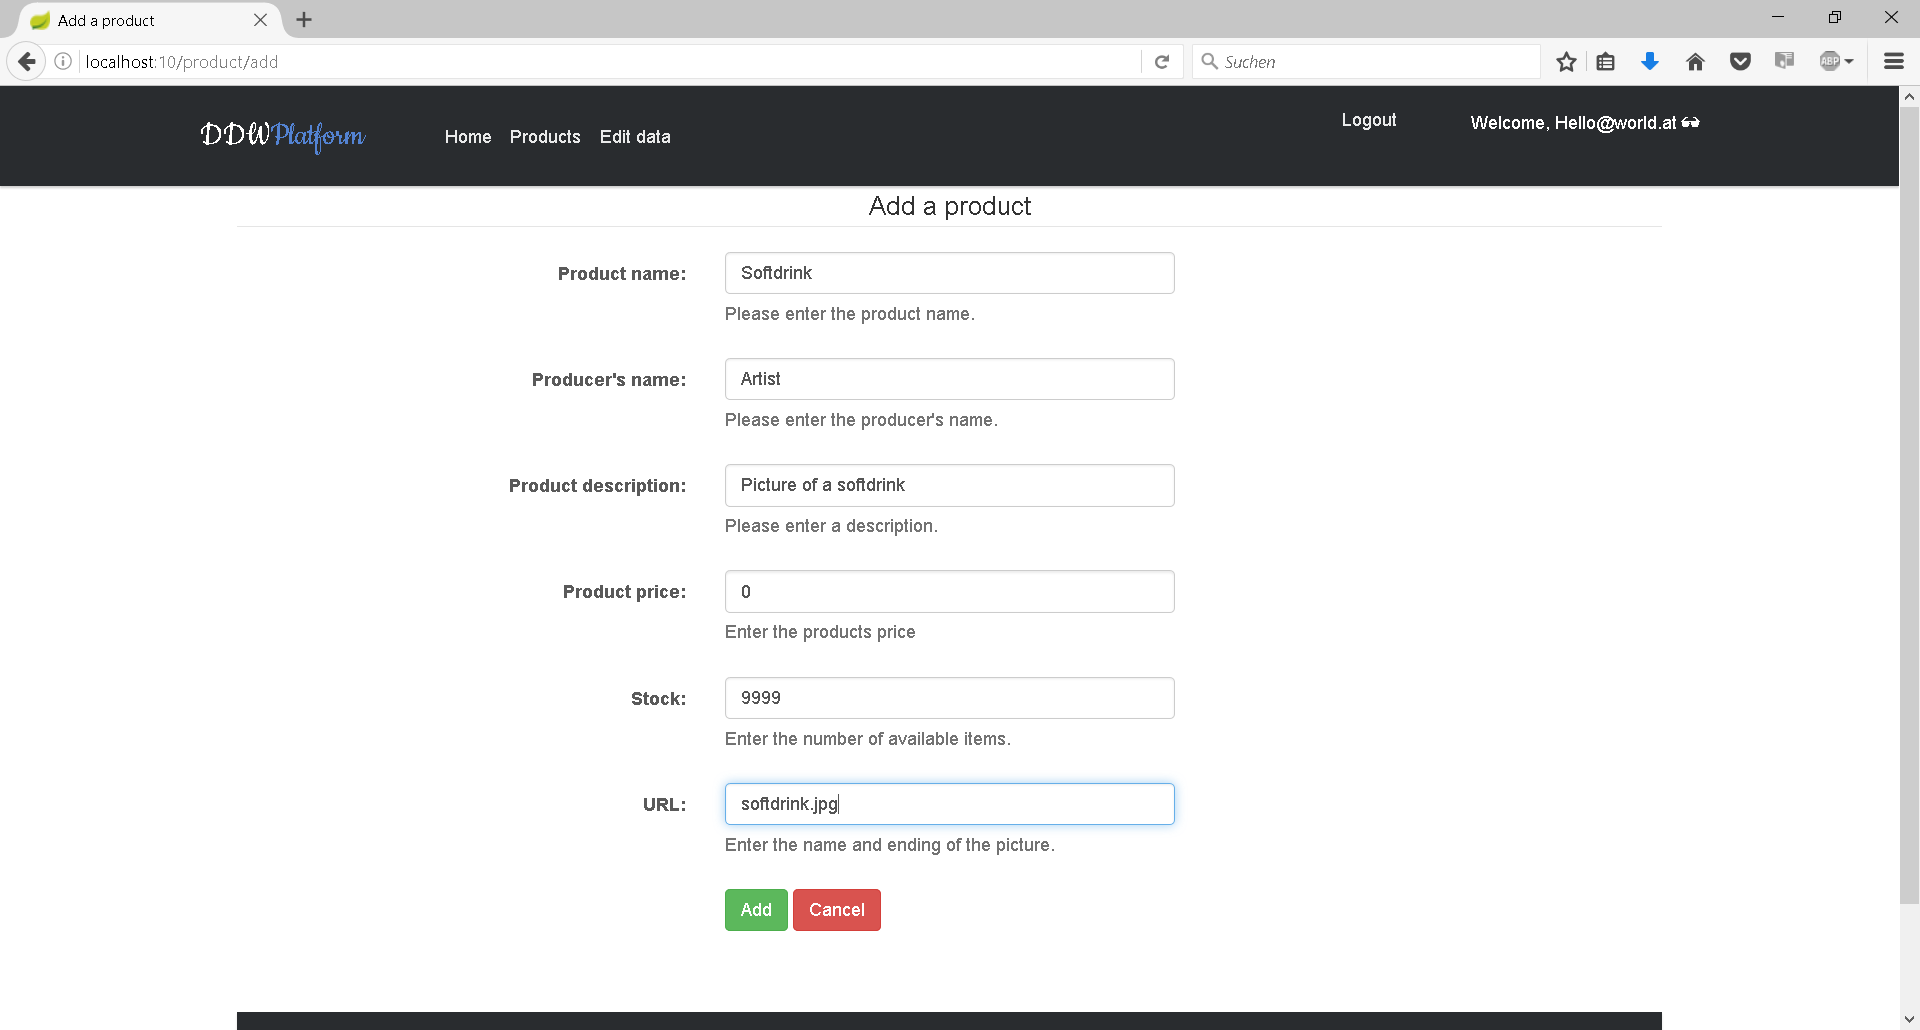 Add a product
localhost:10/product/add
Suchen
ABP
DDWPlatform
Home Products Edit data
Logout
Welcome, Hello@world.at
Add a product
Product name:
Softdrink
Please enter the product name.
Producer's name:
Artist
Please enter the producer's name.
Product description:
Picture of a softdrink
Please enter a description.
Product price:
0
Enter the products price
Stock:
9999
Enter the number of available items.
URL:
softdrink.jpg
Enter the name and ending of the picture.
Add Cancel